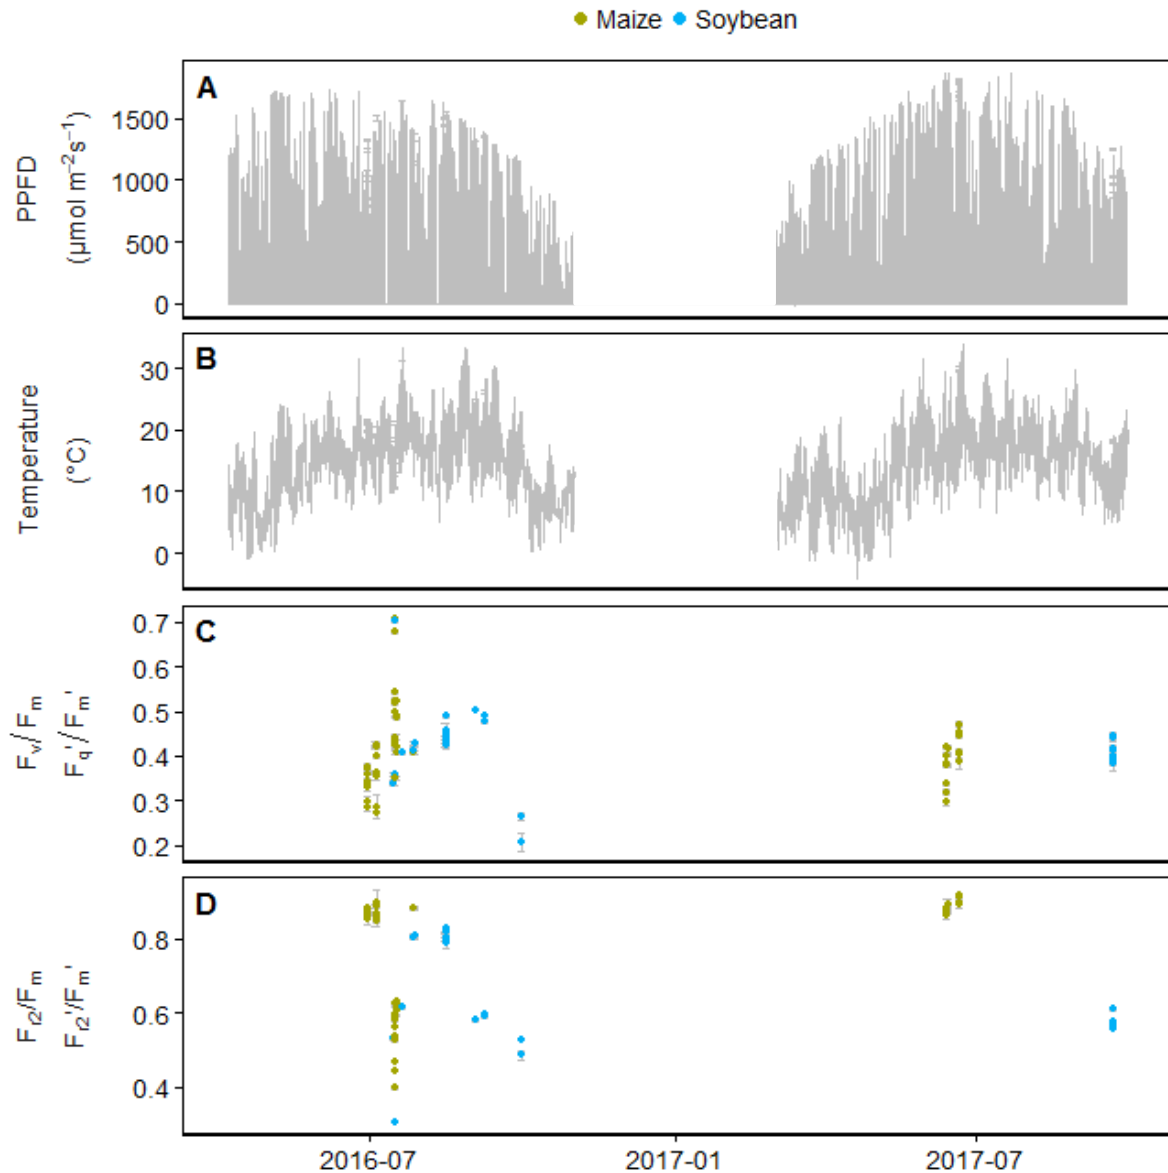 Maize Soybean
A
PPFD
(μmol m⁻²s⁻¹)
1500
1000
500
0
B
Temperature
(°C)
30
20
10
0
C
Fv/Fm
Fq'/Fm'
0.7
0.6
0.5
0.4
0.3
0.2
D
Fr2/Fm
Fr2'/Fm'
0.8
0.6
0.4
2016-07 2017-01 2017-07